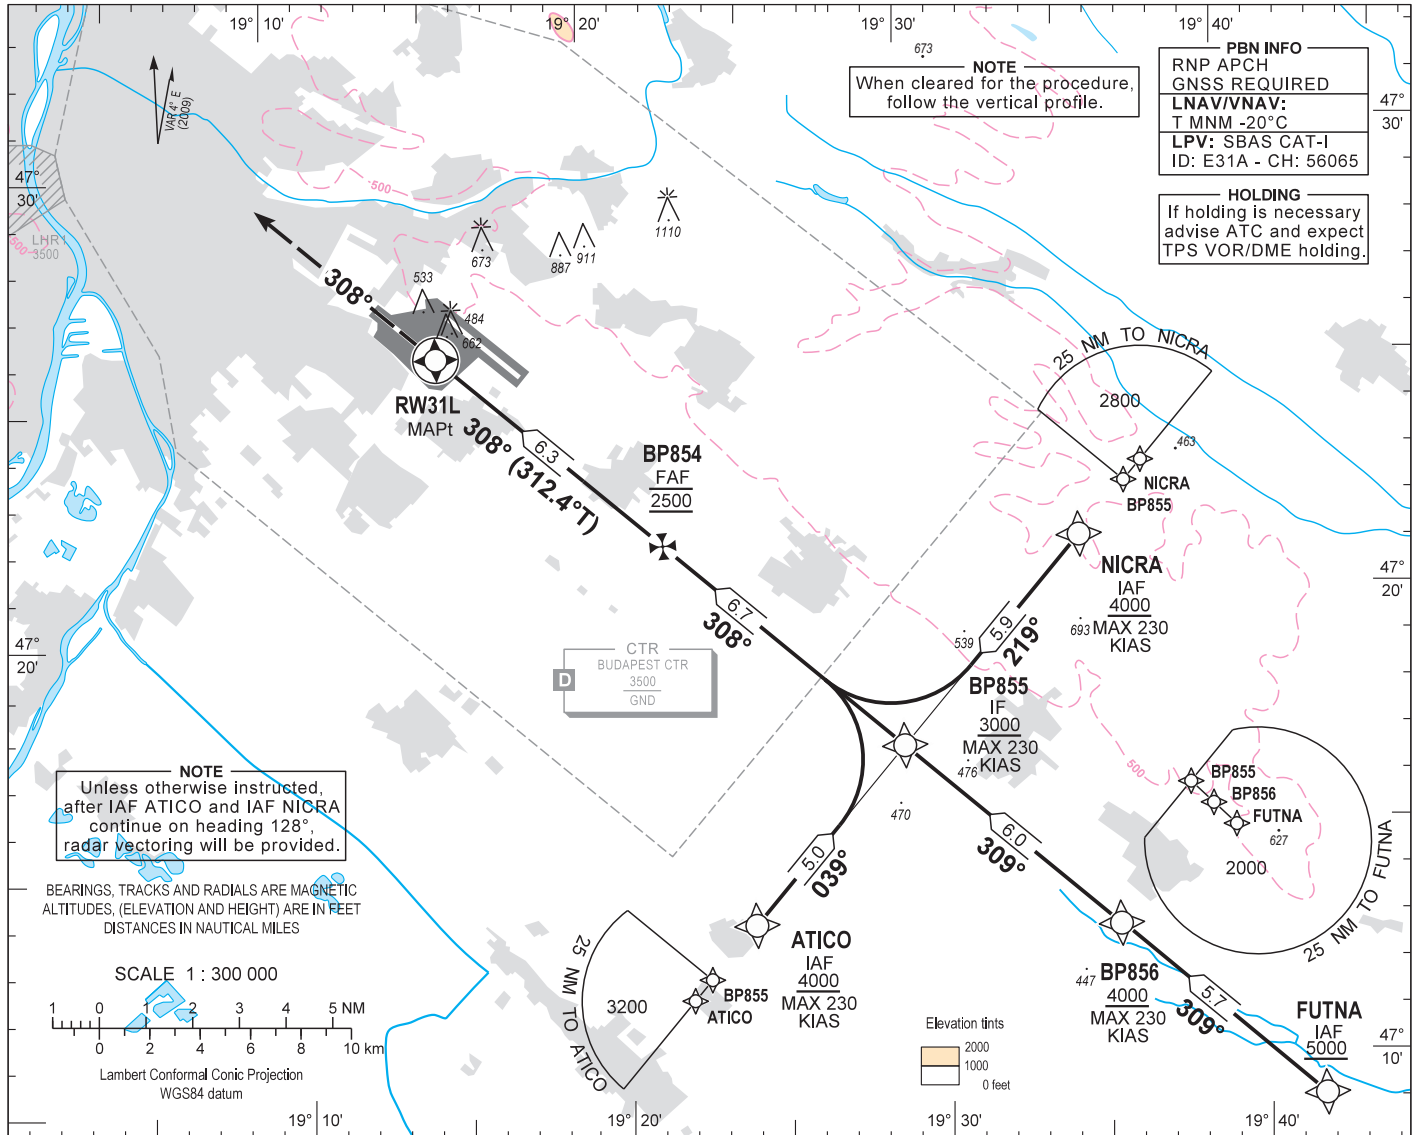 19° 10'
19° 20'
19° 30'
19° 40'
673
NOTE
When cleared for the procedure,
follow the vertical profile.
PBN INFO
RNP APCH
GNSS REQUIRED
LNAV/VNAV:
T MNM -20°C
LPV: SBAS CAT-I
ID: E31A - CH: 56065
47°
30'
VAR 4° E
(2009)
47°
30'
500
HOLDING
If holding is necessary
advise ATC and expect
TPS VOR/DME holding.
LHR1
3500
500
1110
673
887
911
308°
533
484
662
25 NM TO NICRA
2800
463
NICRA
BP855
RW31L
MAPt
308° (312.4°T)
6.3
BP854
FAF
2500
NICRA
IAF
4000
MAX 230
KIAS
693
47°
20'
539
5.9
219°
6.7
308°
47°
20'
CTR
BUDAPEST CTR
3500
GND
D
BP855
IF
3000
MAX 230
KIAS
476
500
470
NOTE
Unless otherwise instructed,
after IAF ATICO and IAF NICRA
continue on heading 128°,
radar vectoring will be provided.
BP855
BP856
FUTNA
627
2000
25 NM TO FUTNA
5.0
039°
6.0
309°
BEARINGS, TRACKS AND RADIALS ARE MAGNETIC
ALTITUDES, (ELEVATION AND HEIGHT) ARE IN FEET
DISTANCES IN NAUTICAL MILES
ATICO
IAF
4000
MAX 230
KIAS
25 NM TO ATICO
3200
BP855
ATICO
447
BP856
4000
MAX 230
KIAS
5.7
309°
FUTNA
IAF
5000
47°
10'
SCALE 1 : 300 000
1 0 1 2 3 4 5 NM
0 2 4 6 8 10 km
Lambert Conformal Conic Projection
WGS84 datum
Elevation tints
2000
1000
0 feet
19° 10'
19° 20'
19° 30'
19° 40'